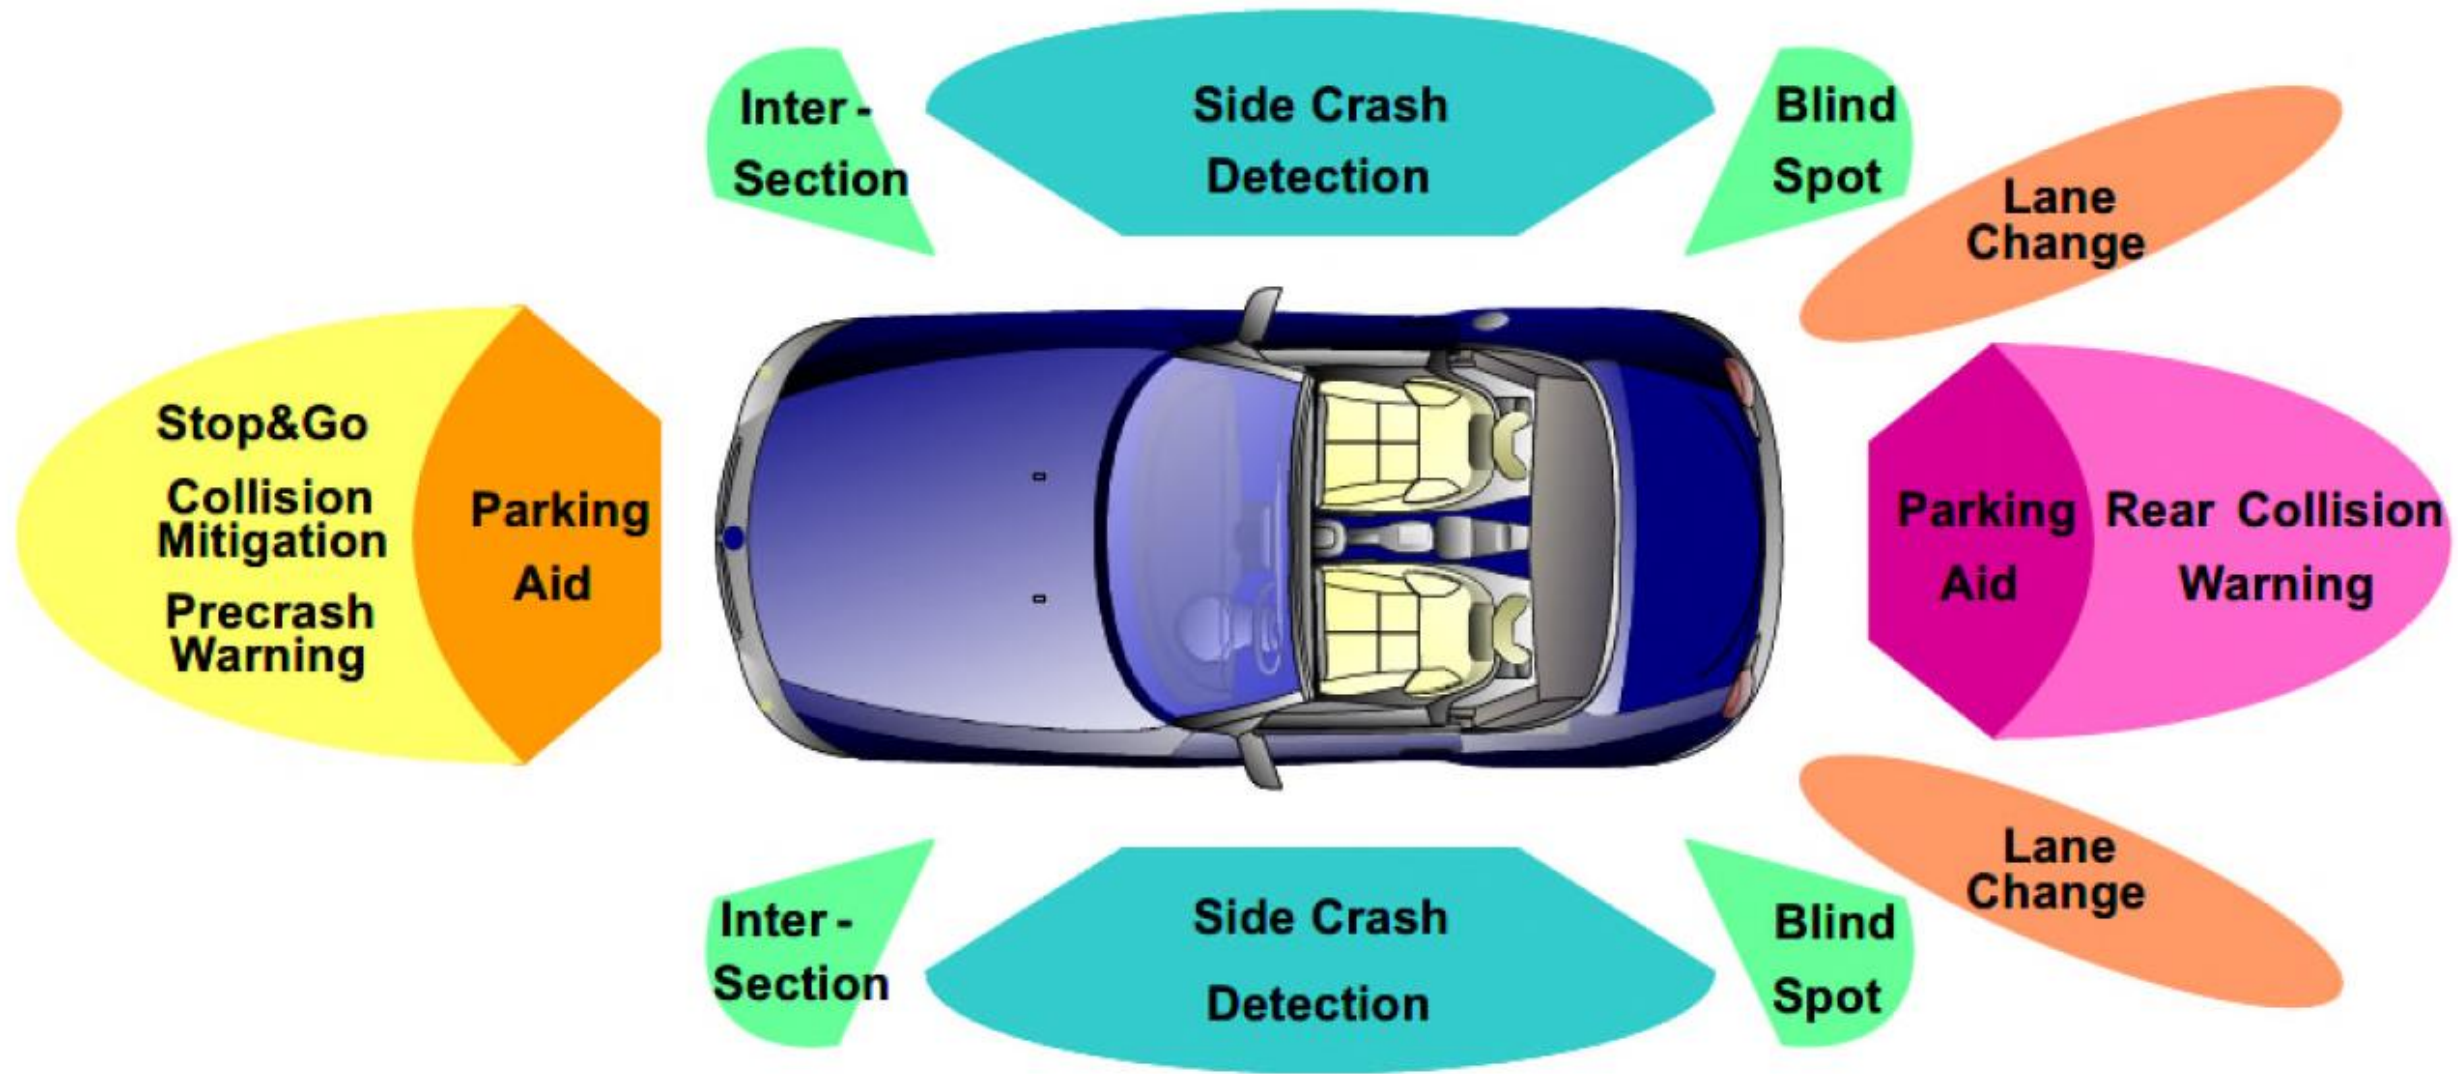 Inter -
Section
Side Crash
Detection
Blind
Spot
Lane
Change
Stop&Go
Collision
Mitigation
Precrash
Warning
Parking
Aid
Parking
Aid
Rear Collision
Warning
Inter -
Section
Side Crash
Detection
Blind
Spot
Lane
Change